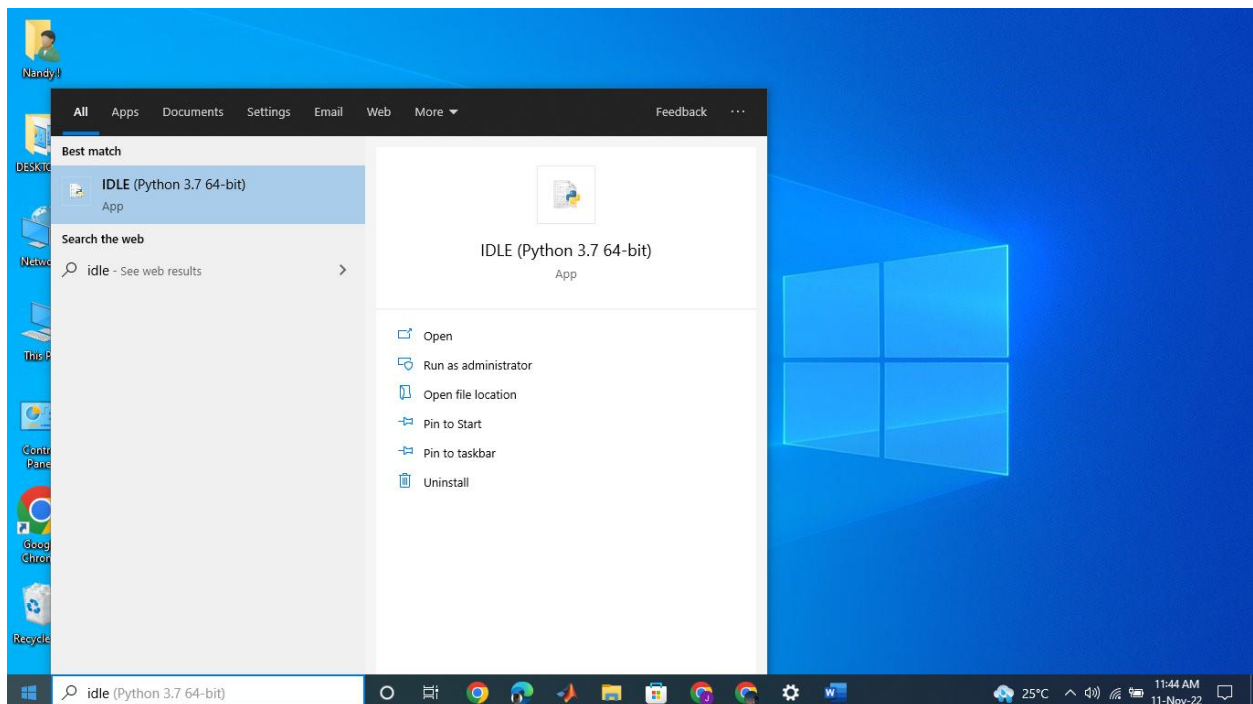 Nandy !
All Apps Documents Settings Email Web More Feedback ...
Best match
IDLE (Python 3.7 64-bit)
App
Search the web
idle - See web results
IDLE (Python 3.7 64-bit)
App
Open
Run as administrator
Open file location
Pin to Start
Pin to taskbar
Uninstall
This P
Contr
Pane
Goog
Chron
Recycle
idle (Python 3.7 64-bit)
W
25°C
11:44 AM
11-Nov-22